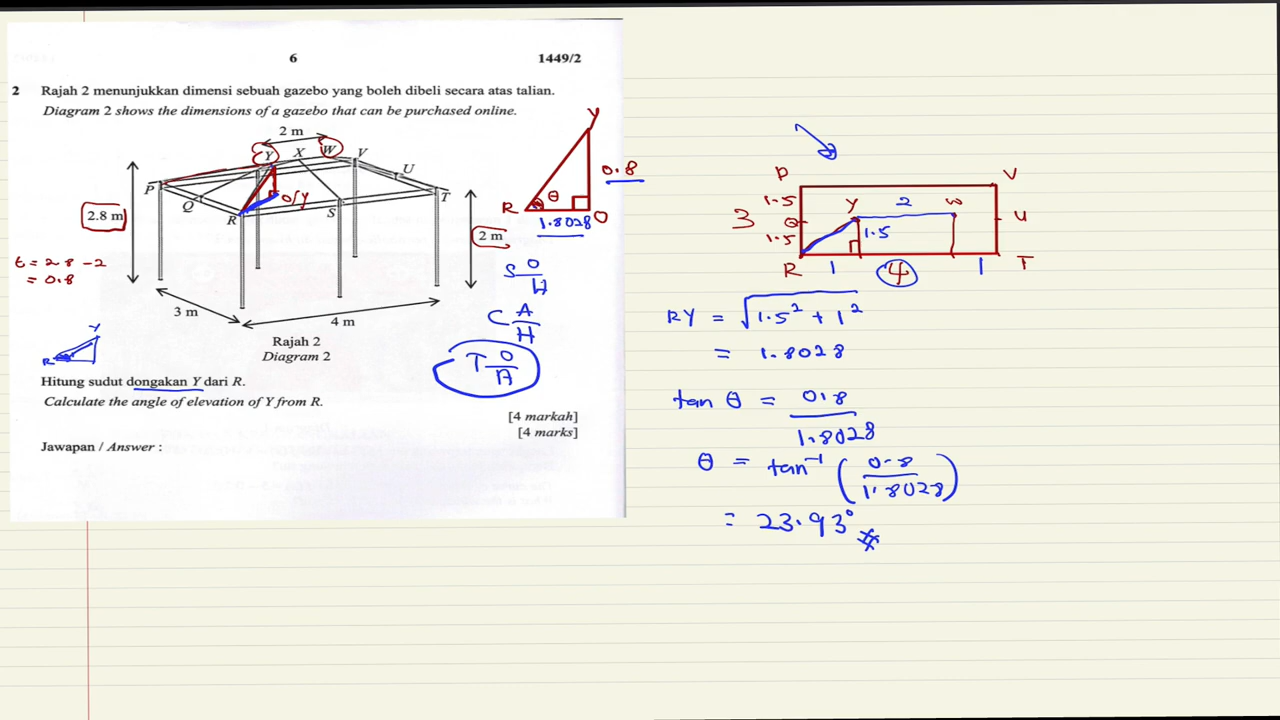 6
1449/2
2 Rajah 2 menunjukkan dimensi sebuah gazebo yang boleh dibeli secara atas talian.
Diagram 2 shows the dimensions of a gazebo that can be purchased online.
2 m
Y X W V
U
P
Q
R
S
T
O
2.8 m
2 m
3 m
4 m
t = 2.8 - 2
= 0.8
Y
R
Rajah 2
Diagram 2
Y
0.8
R θ O
1.8028
S O/H
C A/H
T O/A
Hitung sudut dongakan Y dari R.
Calculate the angle of elevation of Y from R.
[4 markah]
[4 marks]
Jawapan / Answer :
P V
1.5 Y 2 W
3 Q U
1.5 1.5
R 1 4 1 T
RY = √1.5² + 1²
= 1.8028
tan θ = 0.8/1.8028
θ = tan⁻¹ (0.8/1.8028)
= 23.93°